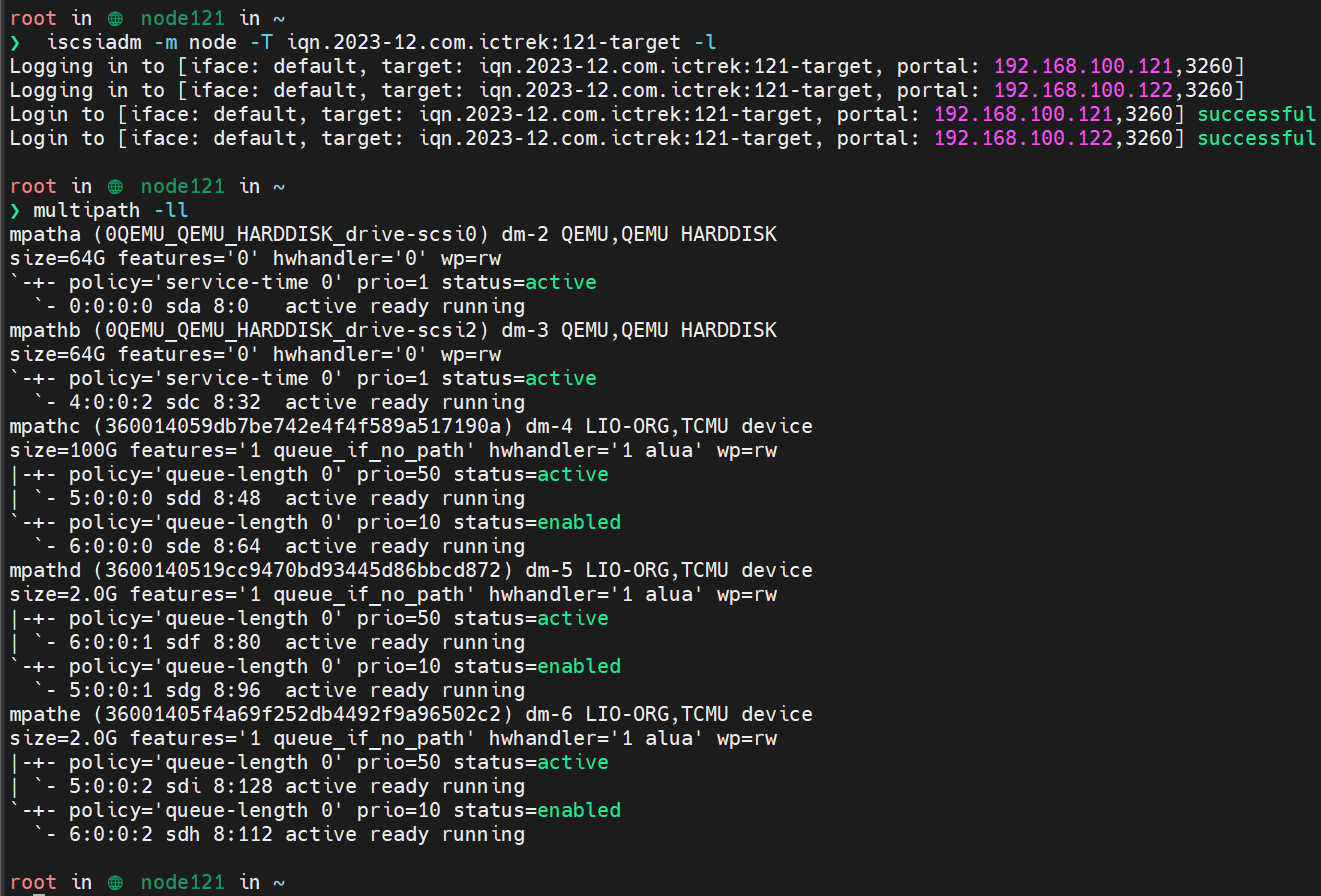 root in 🌐 node121 in ~
❯  iscsiadm -m node -T iqn.2023-12.com.ictrek:121-target -l
Logging in to [iface: default, target: iqn.2023-12.com.ictrek:121-target, portal: 192.168.100.121,3260]
Logging in to [iface: default, target: iqn.2023-12.com.ictrek:121-target, portal: 192.168.100.122,3260]
Login to [iface: default, target: iqn.2023-12.com.ictrek:121-target, portal: 192.168.100.121,3260] successful
Login to [iface: default, target: iqn.2023-12.com.ictrek:121-target, portal: 192.168.100.122,3260] successful
root in 🌐 node121 in ~
❯ multipath -ll
mpatha (0QEMU_QEMU_HARDDISK_drive-scsi0) dm-2 QEMU,QEMU HARDDISK
size=64G features='0' hwhandler='0' wp=rw
`-+- policy='service-time 0' prio=1 status=active
  `- 0:0:0:0 sda 8:0   active ready running
mpathb (0QEMU_QEMU_HARDDISK_drive-scsi2) dm-3 QEMU,QEMU HARDDISK
size=64G features='0' hwhandler='0' wp=rw
`-+- policy='service-time 0' prio=1 status=active
  `- 4:0:0:2 sdc 8:32  active ready running
mpathc (360014059db7be742e4f4f589a517190a) dm-4 LIO-ORG,TCMU device
size=100G features='1 queue_if_no_path' hwhandler='1 alua' wp=rw
|-+- policy='queue-length 0' prio=50 status=active
| `- 5:0:0:0 sdd 8:48  active ready running
`-+- policy='queue-length 0' prio=10 status=enabled
  `- 6:0:0:0 sde 8:64  active ready running
mpathd (3600140519cc9470bd93445d86bbcd872) dm-5 LIO-ORG,TCMU device
size=2.0G features='1 queue_if_no_path' hwhandler='1 alua' wp=rw
|-+- policy='queue-length 0' prio=50 status=active
| `- 6:0:0:1 sdf 8:80  active ready running
`-+- policy='queue-length 0' prio=10 status=enabled
  `- 5:0:0:1 sdg 8:96  active ready running
mpathe (36001405f4a69f252db4492f9a96502c2) dm-6 LIO-ORG,TCMU device
size=2.0G features='1 queue_if_no_path' hwhandler='1 alua' wp=rw
|-+- policy='queue-length 0' prio=50 status=active
| `- 5:0:0:2 sdi 8:128 active ready running
`-+- policy='queue-length 0' prio=10 status=enabled
  `- 6:0:0:2 sdh 8:112 active ready running
root in 🌐 node121 in ~